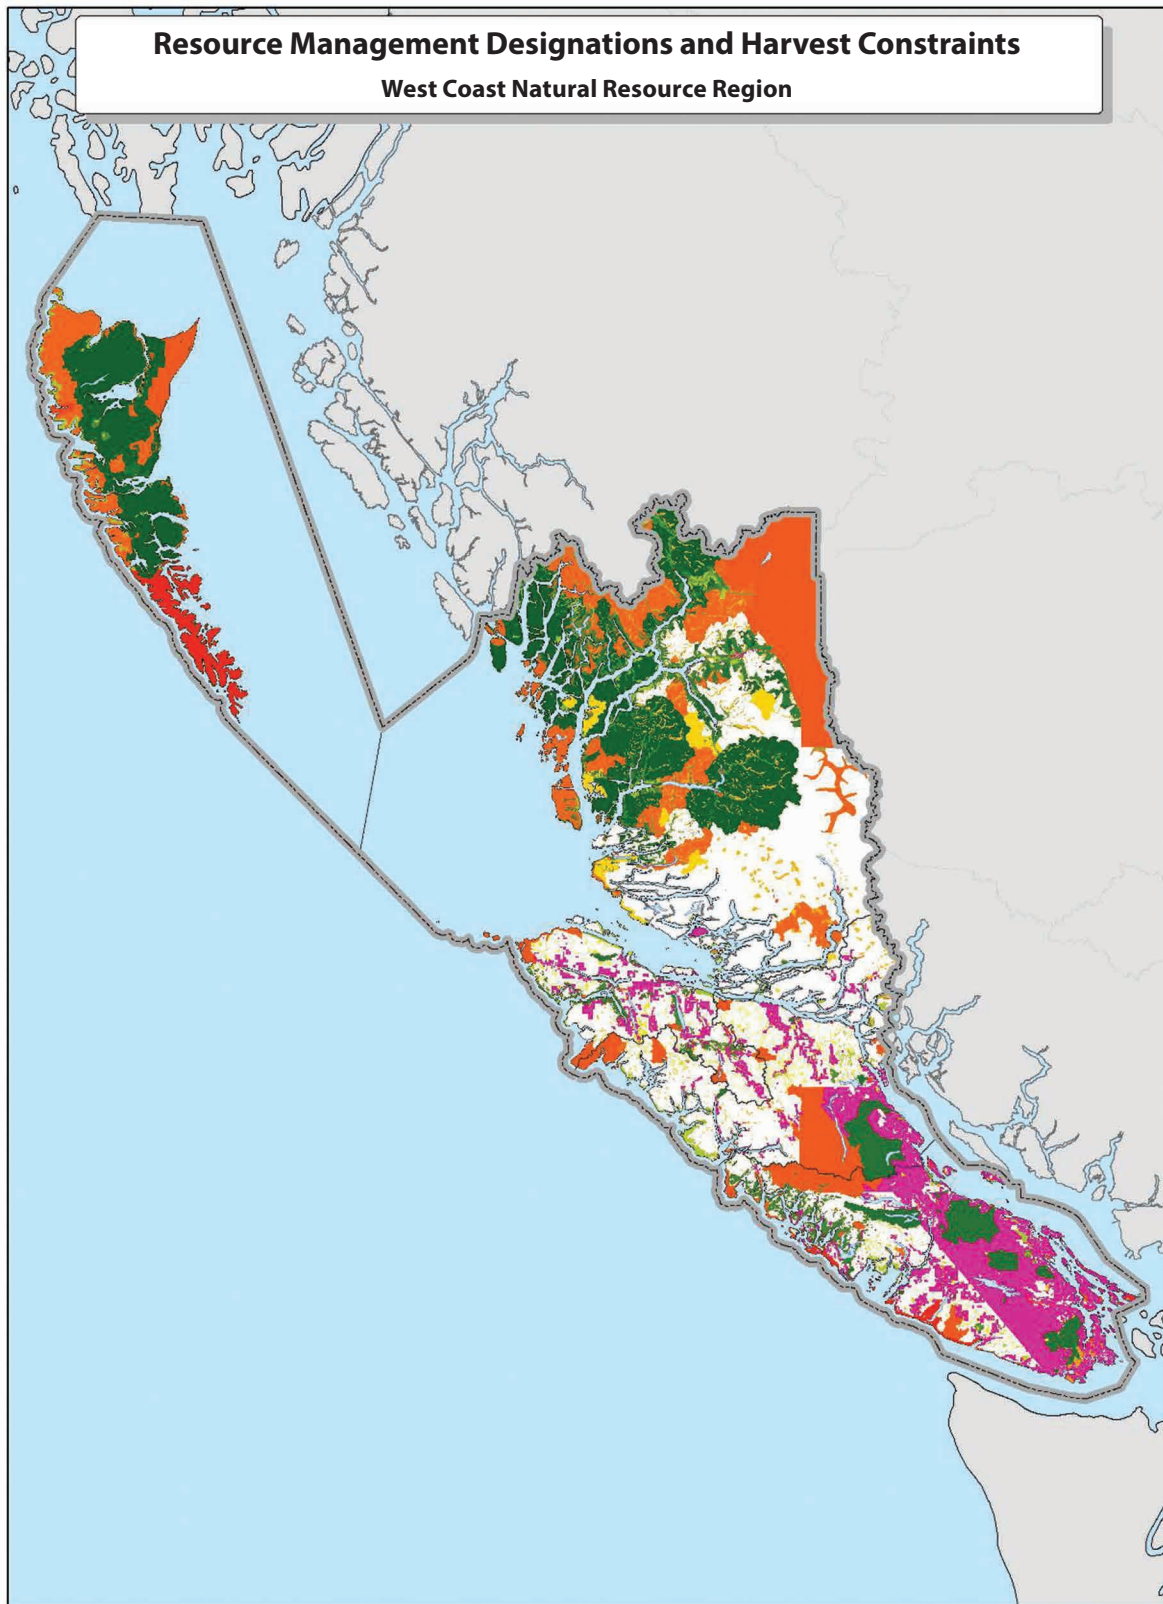 Resource Management Designations and Harvest Constraints
West Coast Natural Resource Region